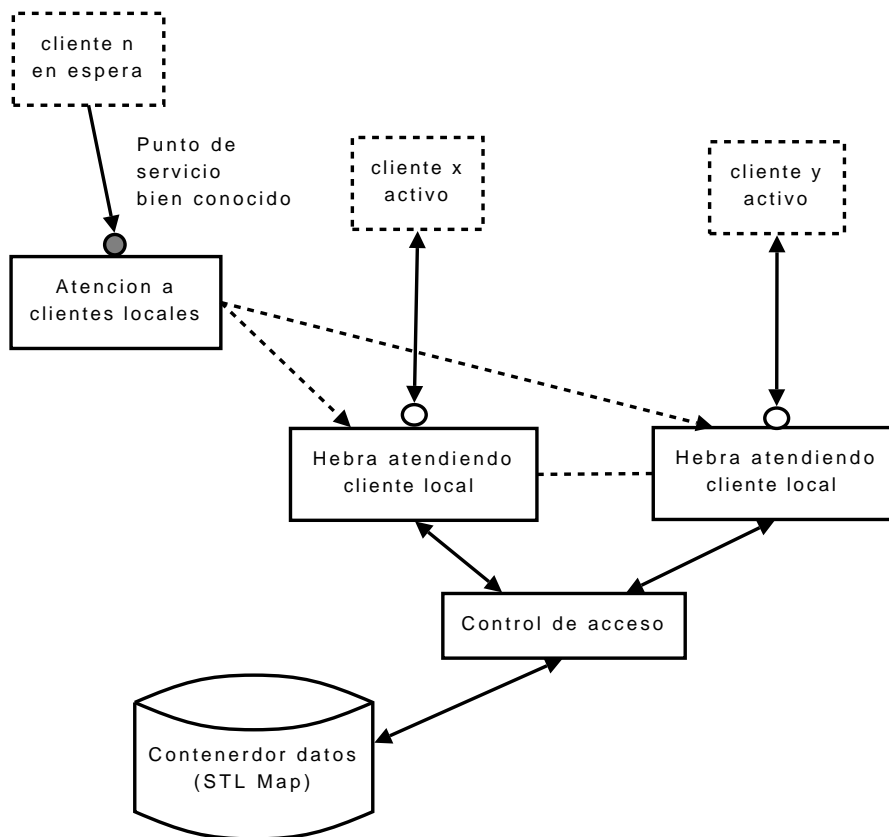 cliente n
en espera
Punto de
servicio
bien conocido
cliente x
activo
cliente y
activo
Atencion a
clientes locales
Hebra atendiendo
cliente local
Hebra atendiendo
cliente local
Control de acceso
Contenerdor datos
(STL Map)